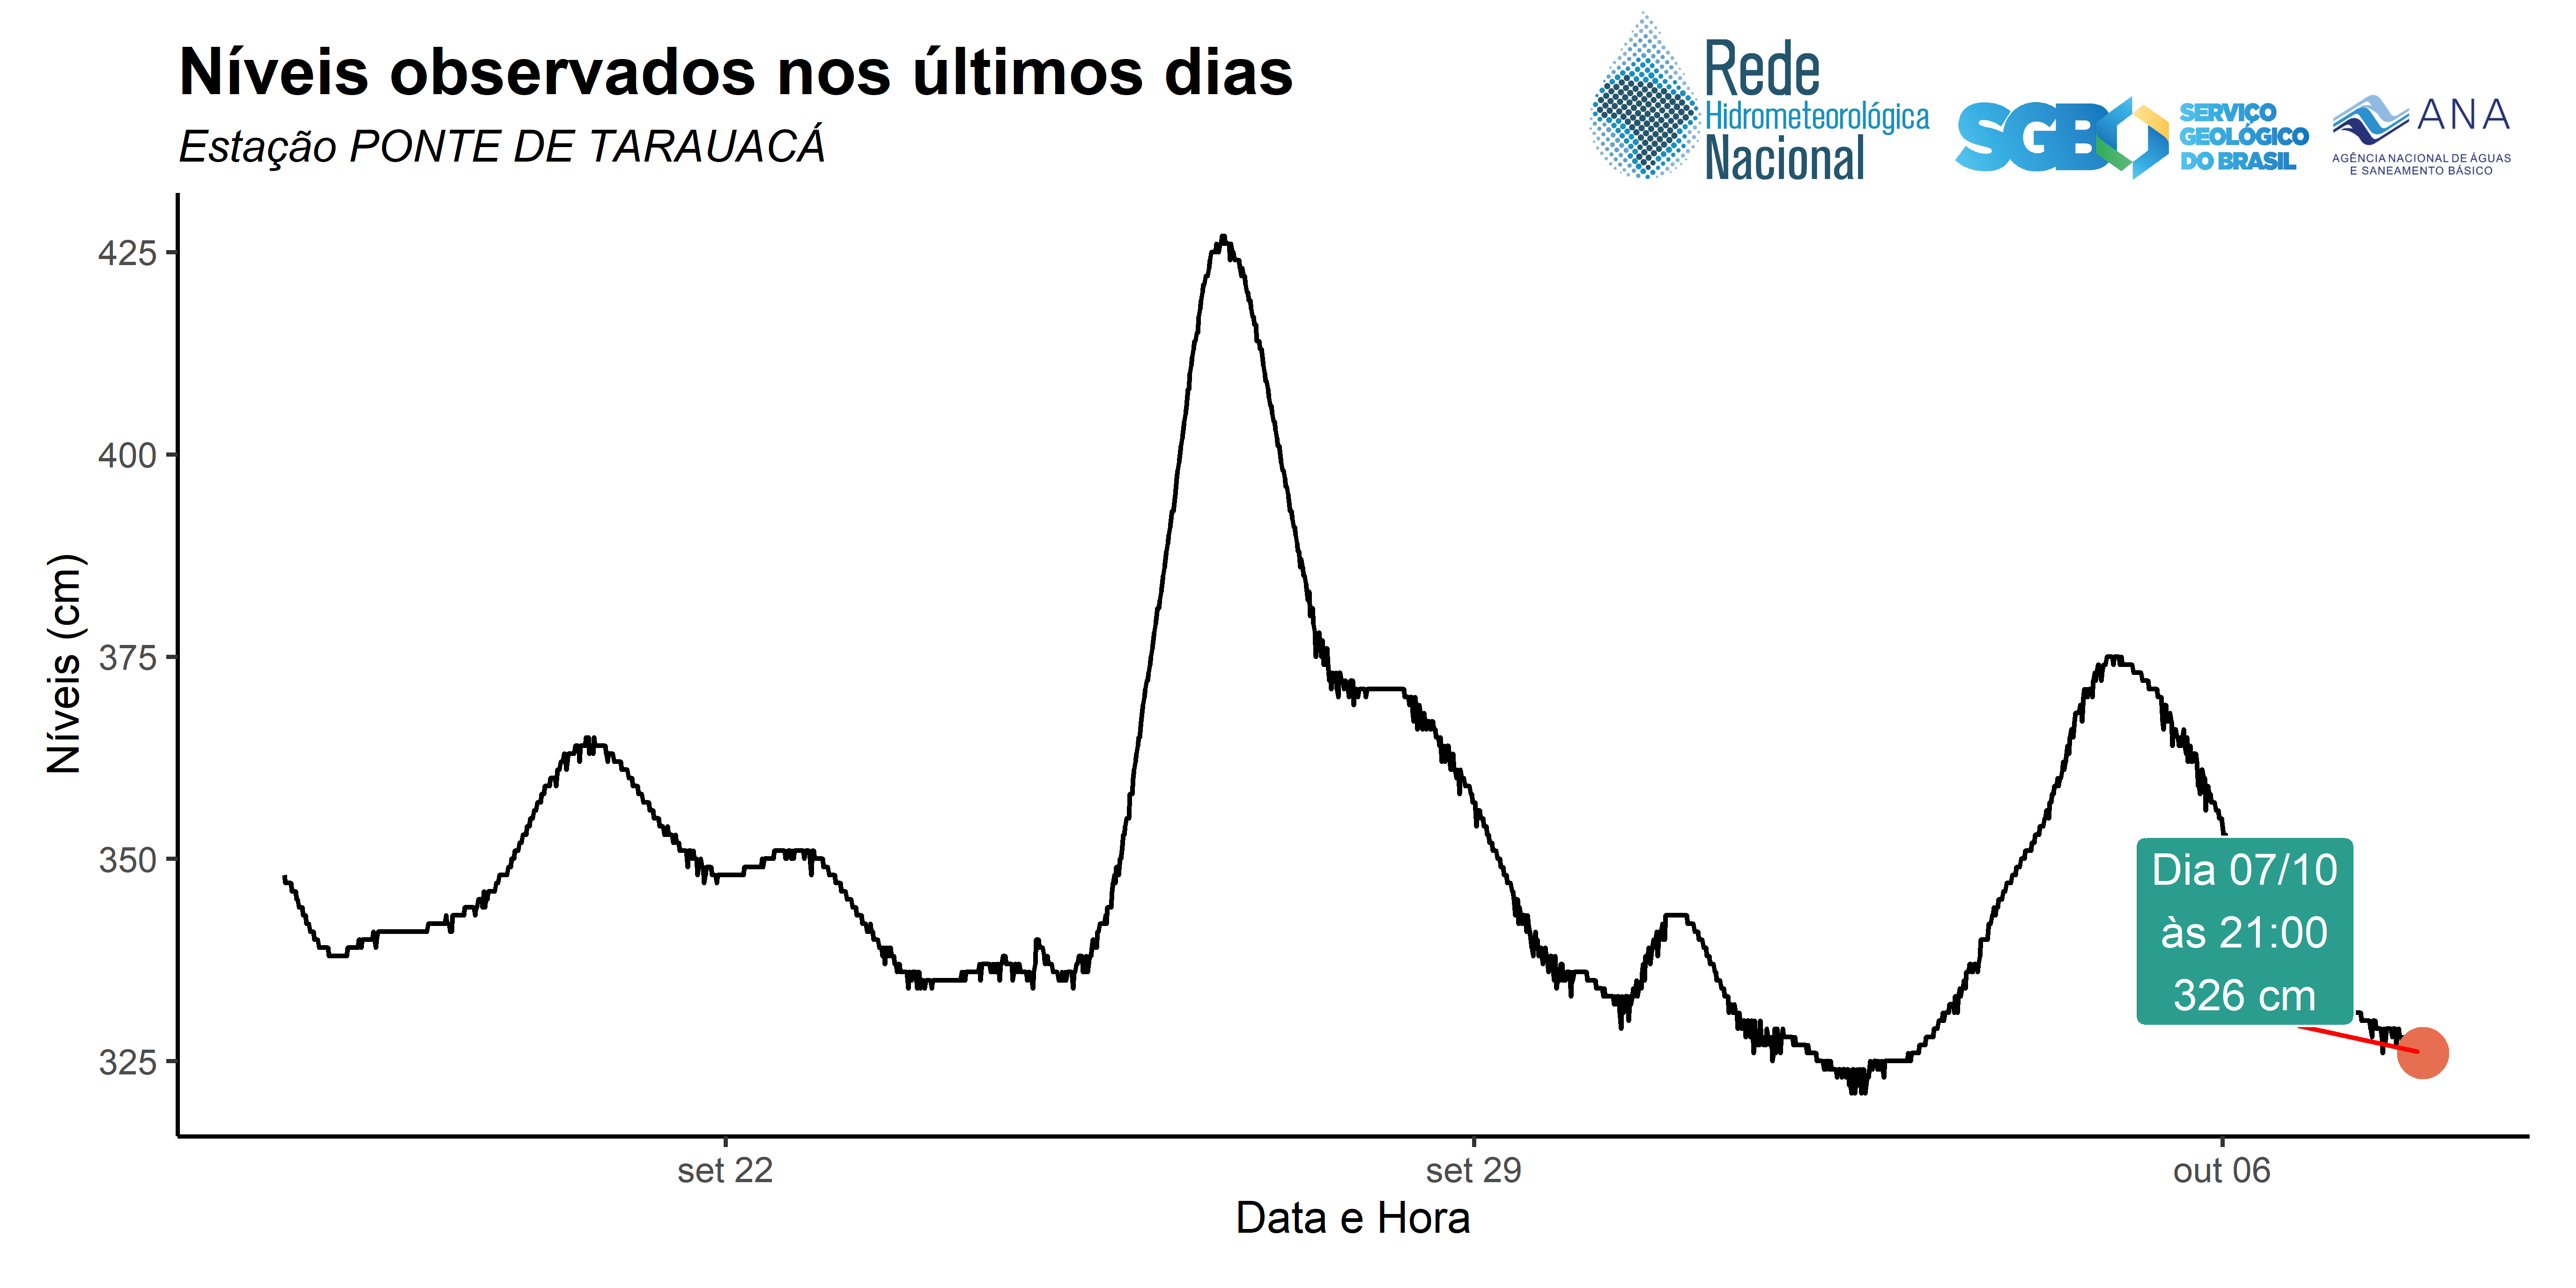 Níveis observados nos últimos dias
Estação PONTE DE TARAUACÁ
Rede
Hidrometeorológica
Nacional
SGB
SERVIÇO
GEOLÓGICO
DO BRASIL
ANA
AGÊNCIA NACIONAL DE ÁGUAS
E SANEAMENTO BÁSICO
Níveis (cm)
425
400
375
350
325
Dia 07/10
às 21:00
326 cm
set 22
set 29
out 06
Data e Hora